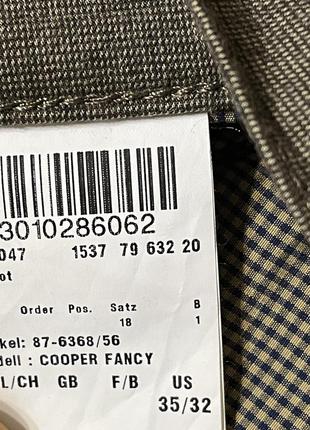 3010286062
047 1537 79 632 20
ot
Order Pos. Satz B
18 1
kel: 87-6368/56
dell : COOPER FANCY
L/CH GB F/B US
35/32